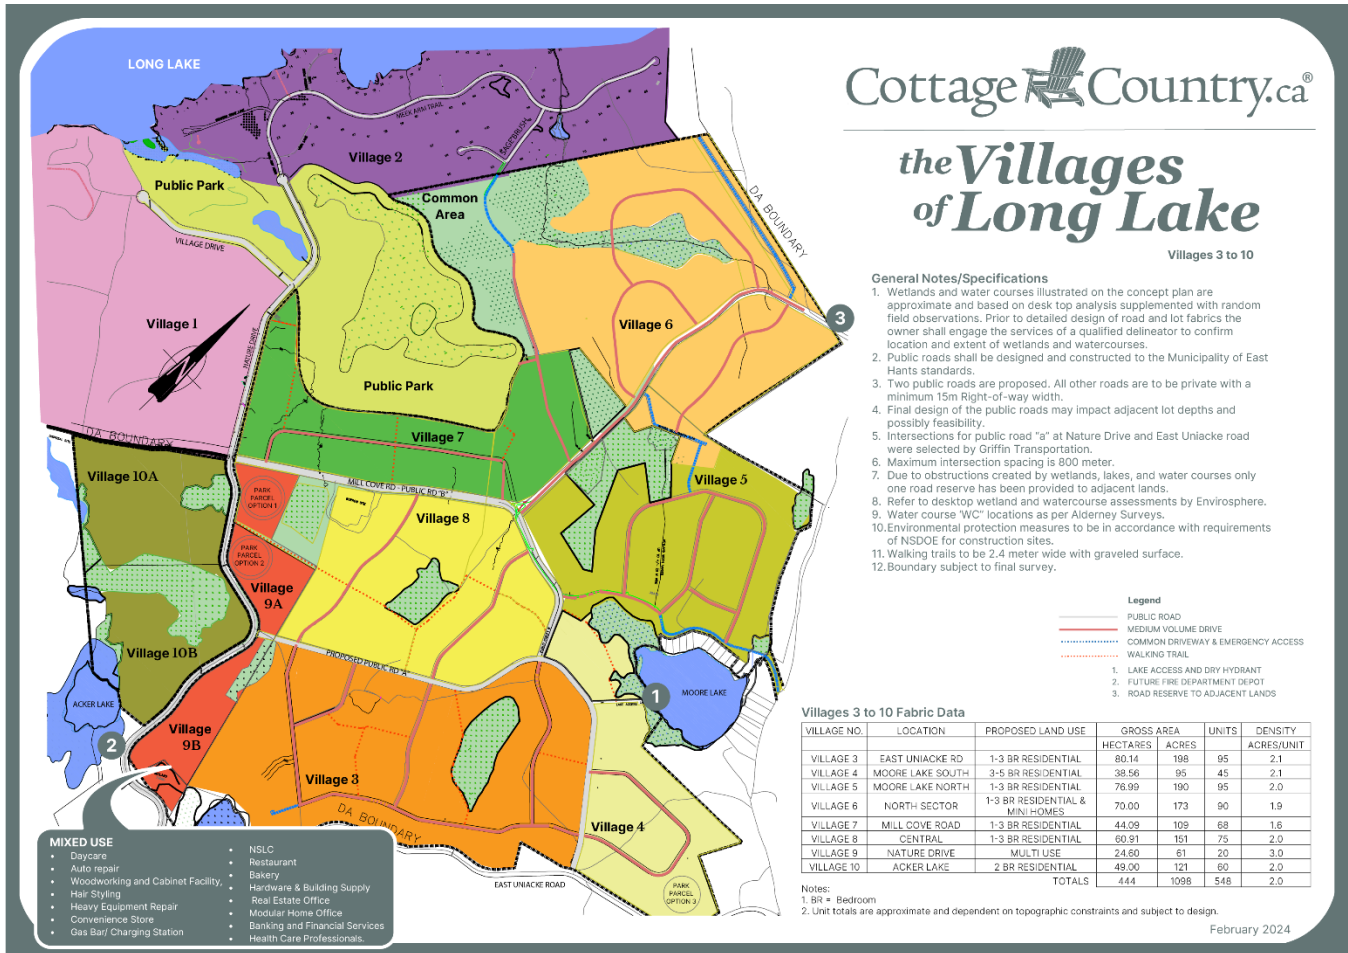 LONG LAKE
MEEK ARM TRAIL
SAGE BRUSH
Village 2
Public Park
Common
Area
VILLAGE DRIVE
DA BOUNDARY
Village 1
NATURE DRIVE
Village 6
3
Public Park
Village 7
DA BOUNDARY
Village 10A
MILL COVE RD - PUBLIC RD "B"
PARK
PARCEL
OPTION 1
Village 8
Village 5
PARK
PARCEL
OPTION 2
Village
9A
Village 10B
PROPOSED PUBLIC RD "A"
ACKER LAKE
1
MOORE LAKE
Village
9B
2
Village 3
DA BOUNDARY
Village 4
EAST UNIACKE ROAD
PARK
PARCEL
OPTION 3
MIXED USE
• Daycare
• Auto repair
• Woodworking and Cabinet Facility,
• Hair Styling
• Heavy Equipment Repair
• Convenience Store
• Gas Bar/ Charging Station
• NSLC
• Restaurant
• Bakery
• Hardware & Building Supply
• Real Estate Office
• Modular Home Office
• Banking and Financial Services
• Health Care Professionals.
Cottage Country.ca®
the Villages
of Long Lake
Villages 3 to 10
General Notes/Specifications
1. Wetlands and water courses illustrated on the concept plan are
approximate and based on desk top analysis supplemented with random
field observations. Prior to detailed design of road and lot fabrics the
owner shall engage the services of a qualified delineator to confirm
location and extent of wetlands and watercourses.
2. Public roads shall be designed and constructed to the Municipality of East
Hants standards.
3. Two public roads are proposed. All other roads are to be private with a
minimum 15m Right-of-way width.
4. Final design of the public roads may impact adjacent lot depths and
possibly feasibility.
5. Intersections for public road "a" at Nature Drive and East Uniacke road
were selected by Griffin Transportation.
6. Maximum intersection spacing is 800 meter.
7. Due to obstructions created by wetlands, lakes, and water courses only
one road reserve has been provided to adjacent lands.
8. Refer to desktop wetland and watercourse assessments by Envirosphere.
9. Water course 'WC" locations as per Alderney Surveys.
10. Environmental protection measures to be in accordance with requirements
of NSDOE for construction sites.
11. Walking trails to be 2.4 meter wide with graveled surface.
12. Boundary subject to final survey.
Legend
PUBLIC ROAD
MEDIUM VOLUME DRIVE
COMMON DRIVEWAY & EMERGENCY ACCESS
WALKING TRAIL
1. LAKE ACCESS AND DRY HYDRANT
2. FUTURE FIRE DEPARTMENT DEPOT
3. ROAD RESERVE TO ADJACENT LANDS
Villages 3 to 10 Fabric Data
VILLAGE NO. LOCATION PROPOSED LAND USE GROSS AREA UNITS DENSITY
HECTARES ACRES ACRES/UNIT
VILLAGE 3 EAST UNIACKE RD 1-3 BR RESIDENTIAL 80.14 198 95 2.1
VILLAGE 4 MOORE LAKE SOUTH 3-5 BR RESIDENTIAL 38.56 95 45 2.1
VILLAGE 5 MOORE LAKE NORTH 1-3 BR RESIDENTIAL 76.99 190 95 2.0
VILLAGE 6 NORTH SECTOR 1-3 BR RESIDENTIAL & MINI HOMES 70.00 173 90 1.9
VILLAGE 7 MILL COVE ROAD 1-3 BR RESIDENTIAL 44.09 109 68 1.6
VILLAGE 8 CENTRAL 1-3 BR RESIDENTIAL 60.91 151 75 2.0
VILLAGE 9 NATURE DRIVE MULTI USE 24.60 61 20 3.0
VILLAGE 10 ACKER LAKE 2 BR RESIDENTIAL 49.00 121 60 2.0
TOTALS 444 1098 548 2.0
Notes:
1. BR = Bedroom
2. Unit totals are approximate and dependent on topographic constraints and subject to design.
February 2024